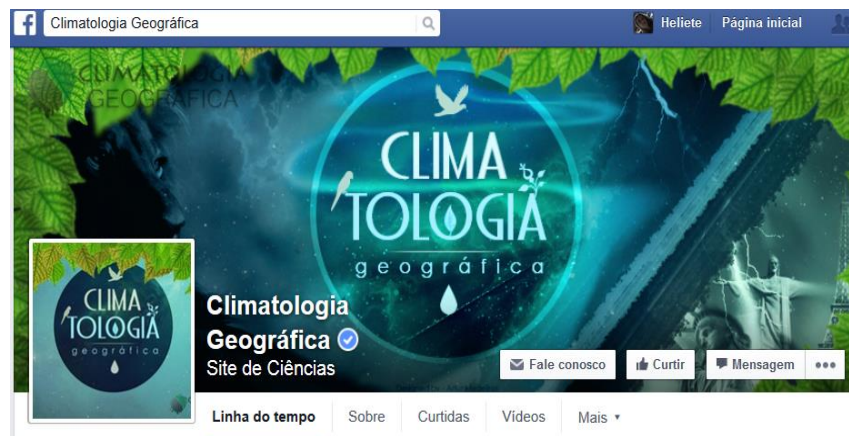 Climatologia Geográfica
Heliete
Página inicial
CLIMATOLOGIA
GEOGRÁFICA
CLIMA
TOLOGIA
geográfica
CLIMA
TOLOGIA
geográfica
Climatologia
Geográfica
Site de Ciências
Fale conosco
Curtir
Mensagem
Linha do tempo
Sobre
Curtidas
Vídeos
Mais